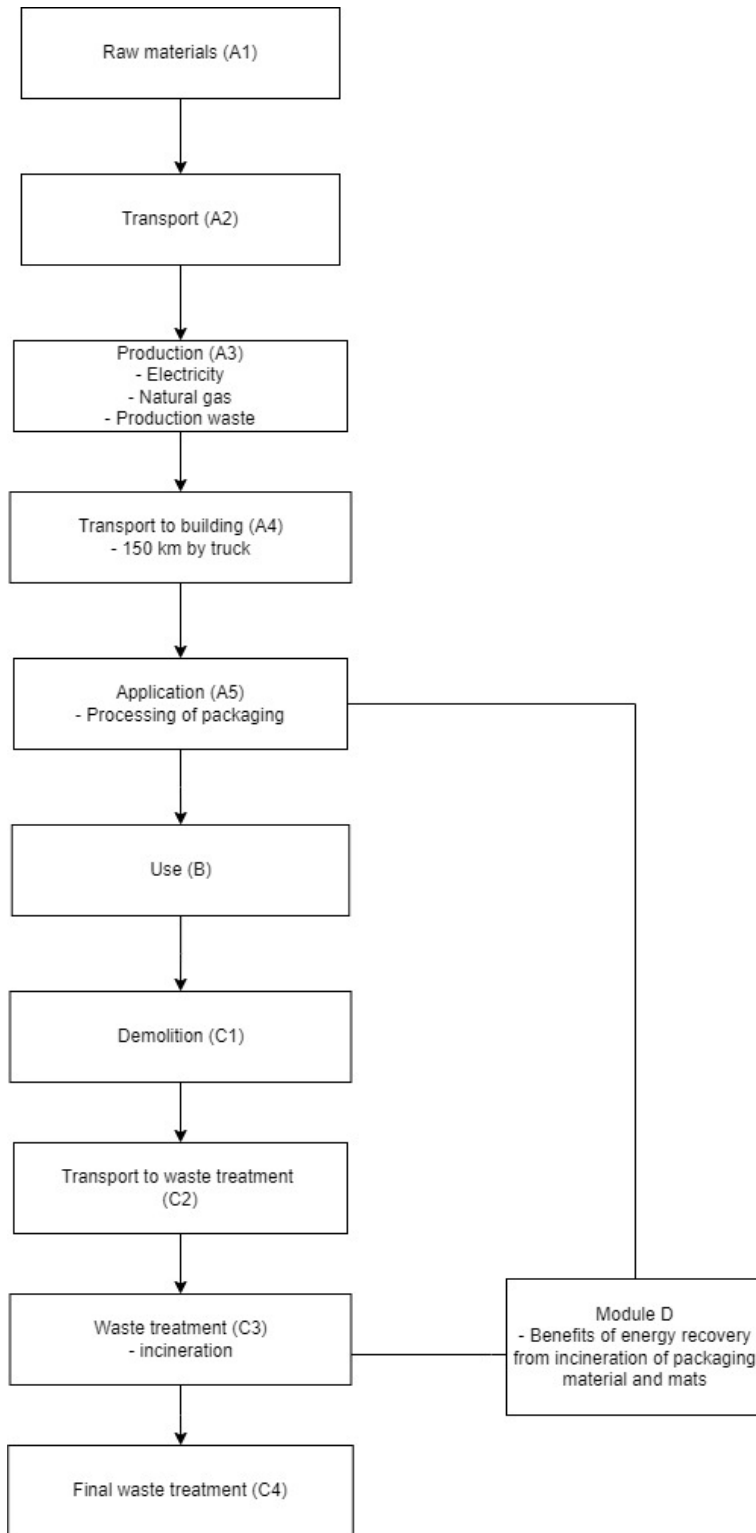 Raw materials (A1)
Transport (A2)
Production (A3)
- Electricity
- Natural gas
- Production waste
Transport to building (A4)
- 150 km by truck
Application (A5)
- Processing of packaging
Use (B)
Demolition (C1)
Transport to waste treatment
(C2)
Waste treatment (C3)
- incineration
Module D
- Benefits of energy recovery
from incineration of packaging
material and mats
Final waste treatment (C4)